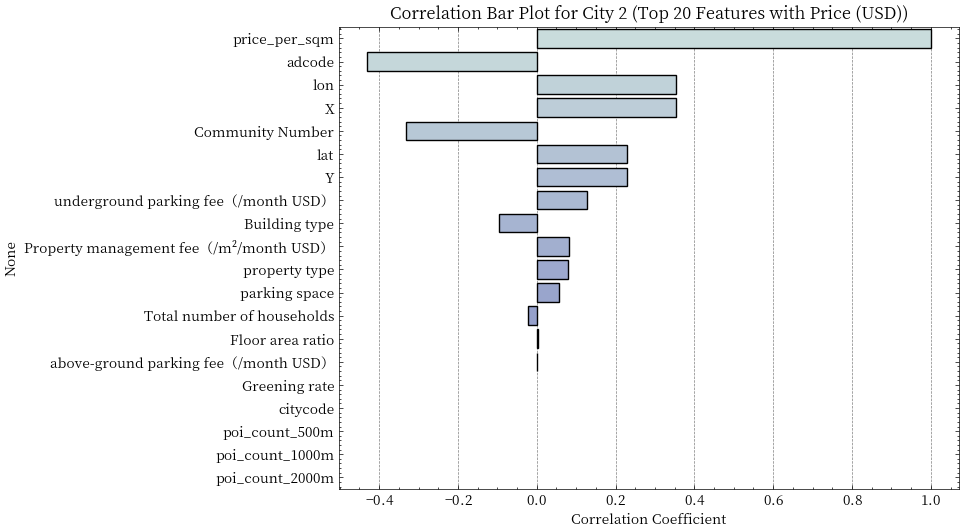 Correlation Bar Plot for City 2 (Top 20 Features with Price (USD))
price_per_sqm
adcode
lon
X
Community Number
lat
Y
underground parking fee（/month USD）
Building type
Property management fee（/m²/month USD）
property type
parking space
Total number of households
Floor area ratio
above-ground parking fee（/month USD）
Greening rate
citycode
poi_count_500m
poi_count_1000m
poi_count_2000m
None
−0.4 −0.2 0.0 0.2 0.4 0.6 0.8 1.0
Correlation Coefficient